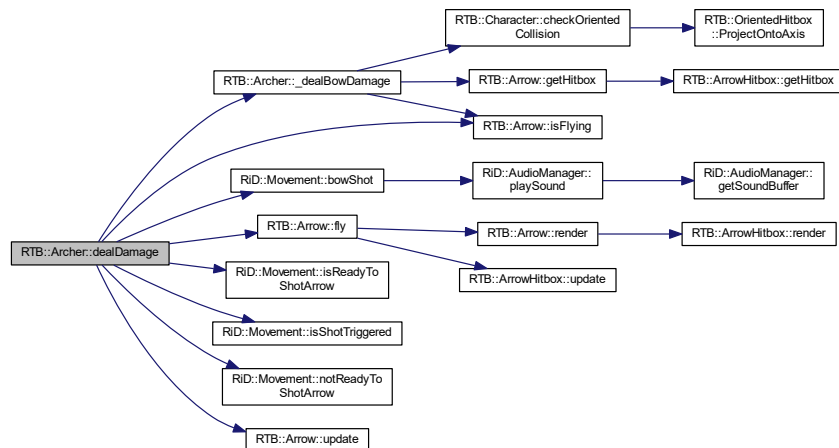 RTB::Character::checkOriented
Collision
RTB::OrientedHitbox
::ProjectOntoAxis
RTB::Archer::_dealBowDamage
RTB::Arrow::getHitbox
RTB::ArrowHitbox::getHitbox
RTB::Arrow::isFlying
RiD::Movement::bowShot
RiD::AudioManager::
playSound
RiD::AudioManager::
getSoundBuffer
RTB::Archer::dealDamage
RTB::Arrow::fly
RTB::Arrow::render
RTB::ArrowHitbox::render
RiD::Movement::isReadyTo
ShotArrow
RTB::ArrowHitbox::update
RiD::Movement::isShotTriggered
RiD::Movement::notReadyTo
ShotArrow
RTB::Arrow::update